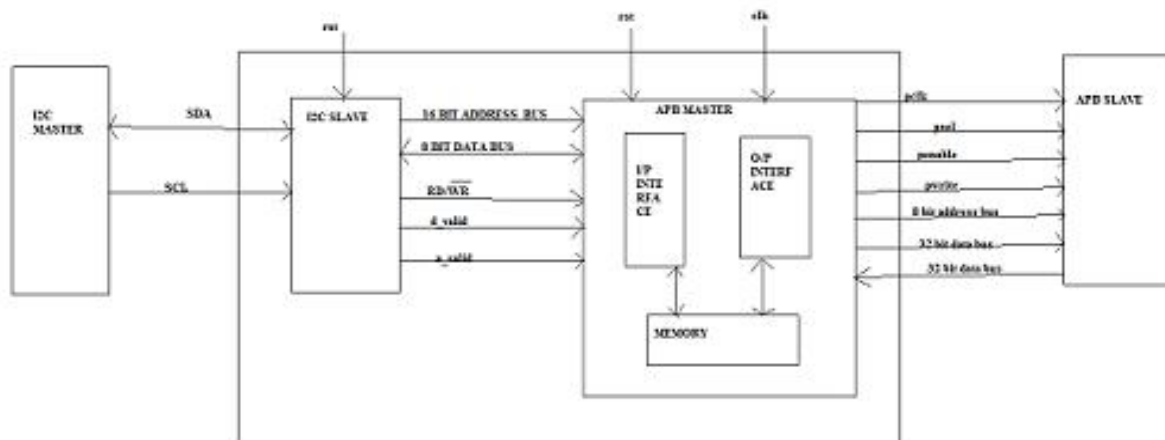 rst
rst
clk
I2C
MASTER
SDA
SCL
I2C SLAVE
16 BIT ADDRESS BUS
8 BIT DATA BUS
RD/WR
d_valid
a_valid
APB MASTER
I/P
INTE
RFA
CE
O/P
INTERF
ACE
MEMORY
pclk
psel
penable
pwrite
8 bit address bus
32 bit data bus
32 bit data bus
APB SLAVE